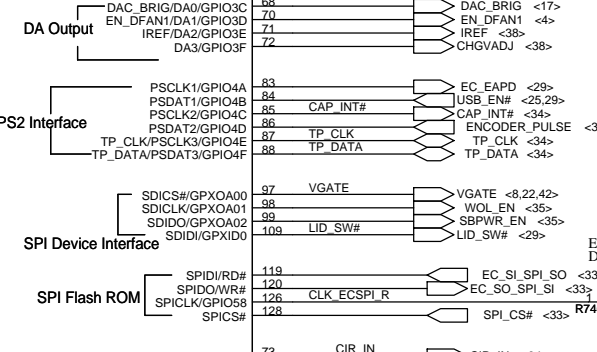 DAC_BRIG/DA0/GPIO3C 68 DAC_BRIG <17>
EN_DFAN1/DA1/GPIO3D 70 EN_DFAN1 <4>
DA Output
IREF/DA2/GPIO3E 71 IREF <38>
DA3/GPIO3F 72 CHGVADJ <38>
PSCLK1/GPIO4A 83 EC_EAPD <29>
PSDAT1/GPIO4B 84 USB_EN# <25,29>
PSCLK2/GPIO4C 85 CAP_INT# CAP_INT# <34>
PS2 Interface
PSDAT2/GPIO4D 86 ENCODER_PULSE
TP_CLK/PSCLK3/GPIO4E 87 TP_CLK TP_CLK <34>
TP_DATA/PSDAT3/GPIO4F 88 TP_DATA TP_DATA <34>
SDICS#/GPXOA00 97 VGATE VGATE <8,22,42>
SDICLK/GPXOA01 98 WOL_EN <35>
SDIDO/GPXOA02 99 SBPWR_EN <35>
SDIDI/GPXID0 109 LID_SW# LID_SW# <29>
SPI Device Interface
SPIDI/RD# 119 EC_SI_SPI_SO <33
SPIDO/WR# 120 EC_SO_SPI_SI <33>
SPI Flash ROM
SPICLK/GPIO58 126 CLK_ECSPI_R 1
R74
SPICS# 128 SPI_CS# <33>
73 CIR_IN